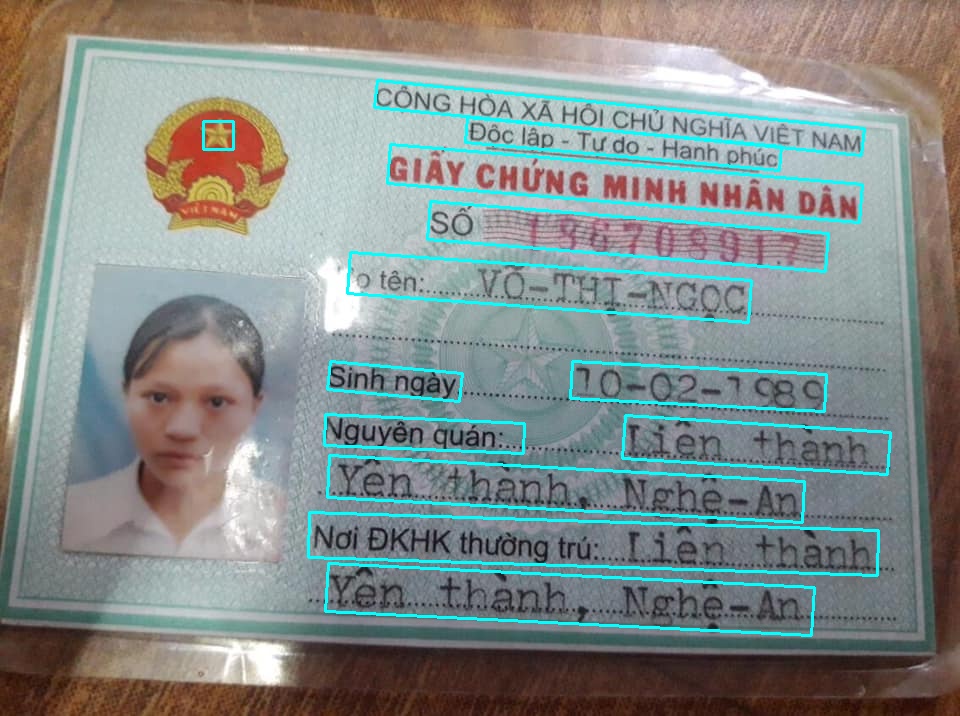 CỘNG HÒA XÃ HỘI CHỦ NGHĨA VIỆT NAM
Độc lập - Tự do - Hạnh phúc
GIẤY CHỨNG MINH NHÂN DÂN
SỐ 186708917
VIỆT NAM
Họ tên: VÕ-THỊ-NGỌC
Sinh ngày 10-02-1989
Nguyên quán: Liên thành
Yên thành, Nghệ-An
Nơi ĐKHK thường trú: Liên thành
Yên thành, Nghệ-An